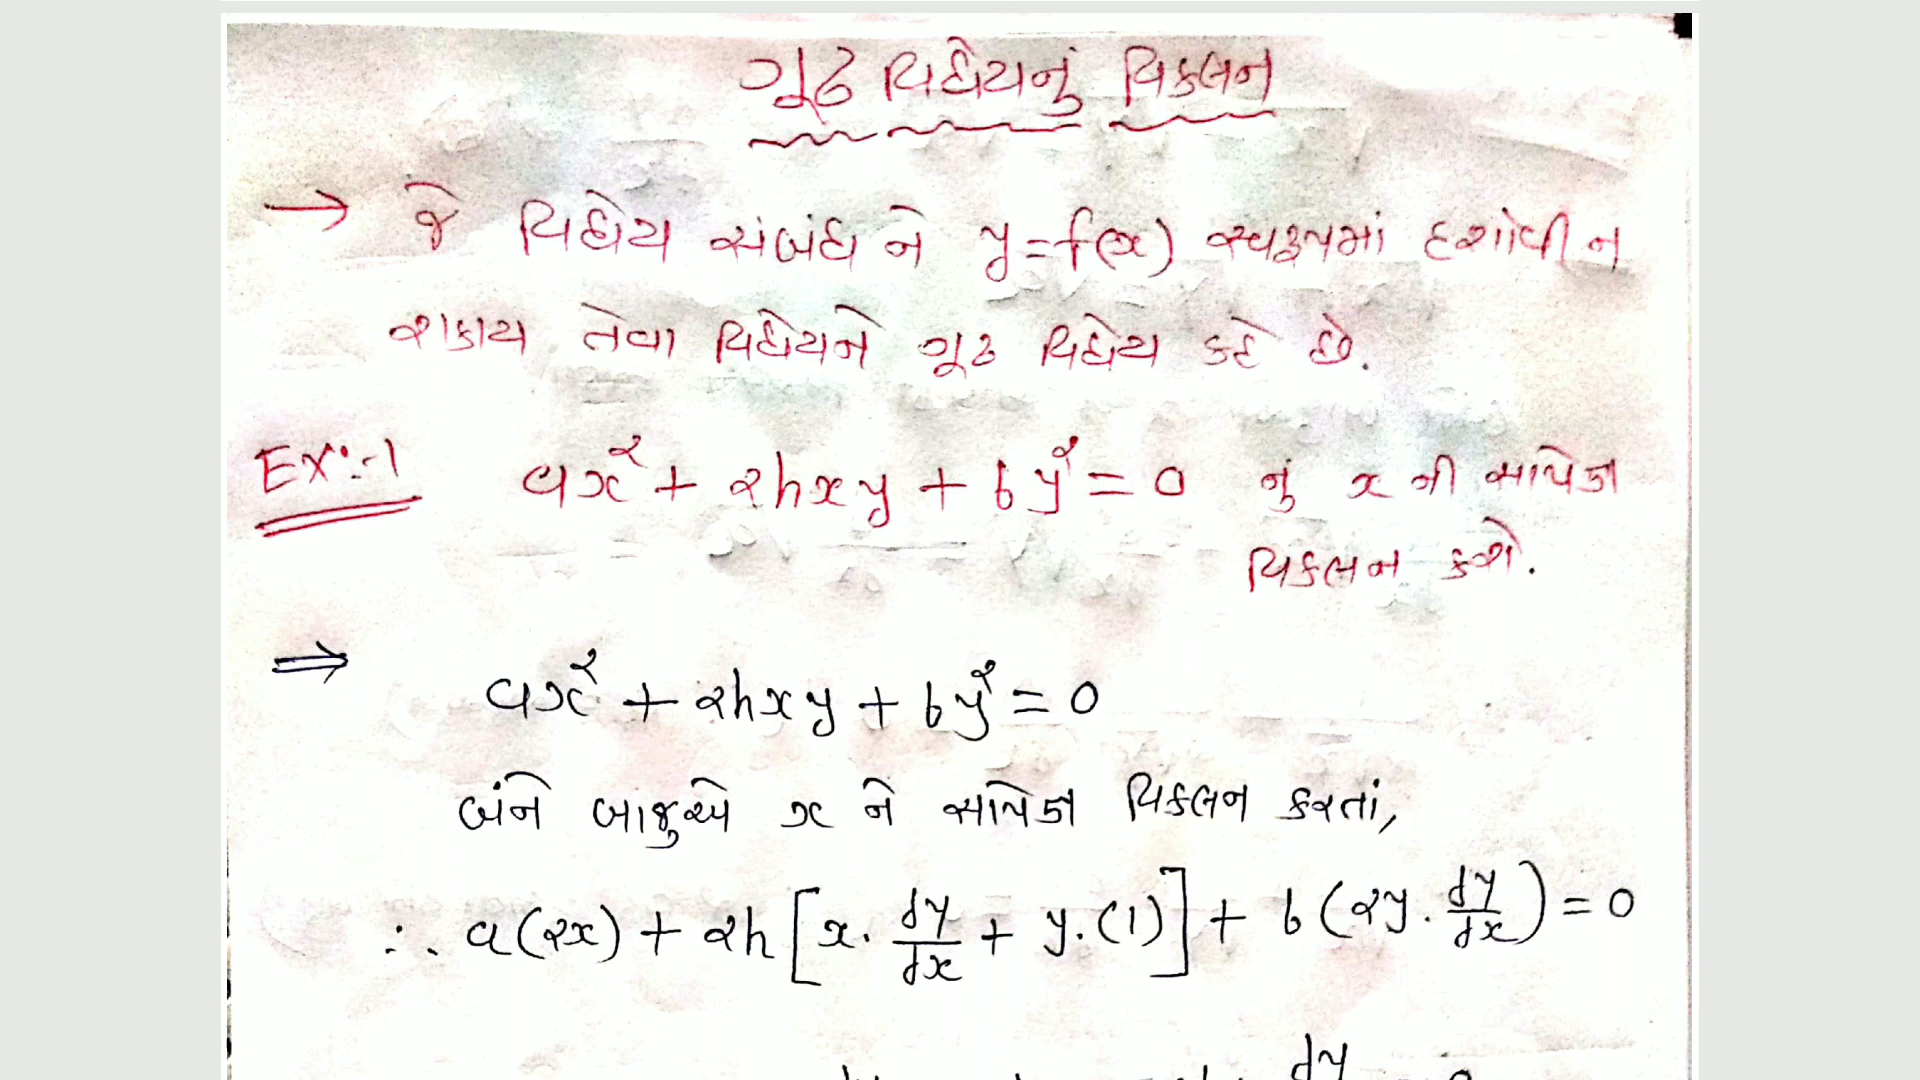 ગૂઢ વિધેયનું વિકલન
→ જે વિધેય સંબંધ ને y=f(x) સ્વરૂપમાં દર્શાવી ન
શકાય તેવા વિધેયને ગૂઢ વિધેય કહે છે.
Ex:-1 ax² + 2hxy + by² = 0 નું x ની સાપેક્ષ
વિકલન કરો.
⇒ ax² + 2hxy + by² = 0
બંને બાજુએ x ને સાપેક્ષ વિકલન કરતાં,
∴ a(2x) + 2h[x. dy/dx + y.(1)] + b(2y. dy/dx) = 0
dy